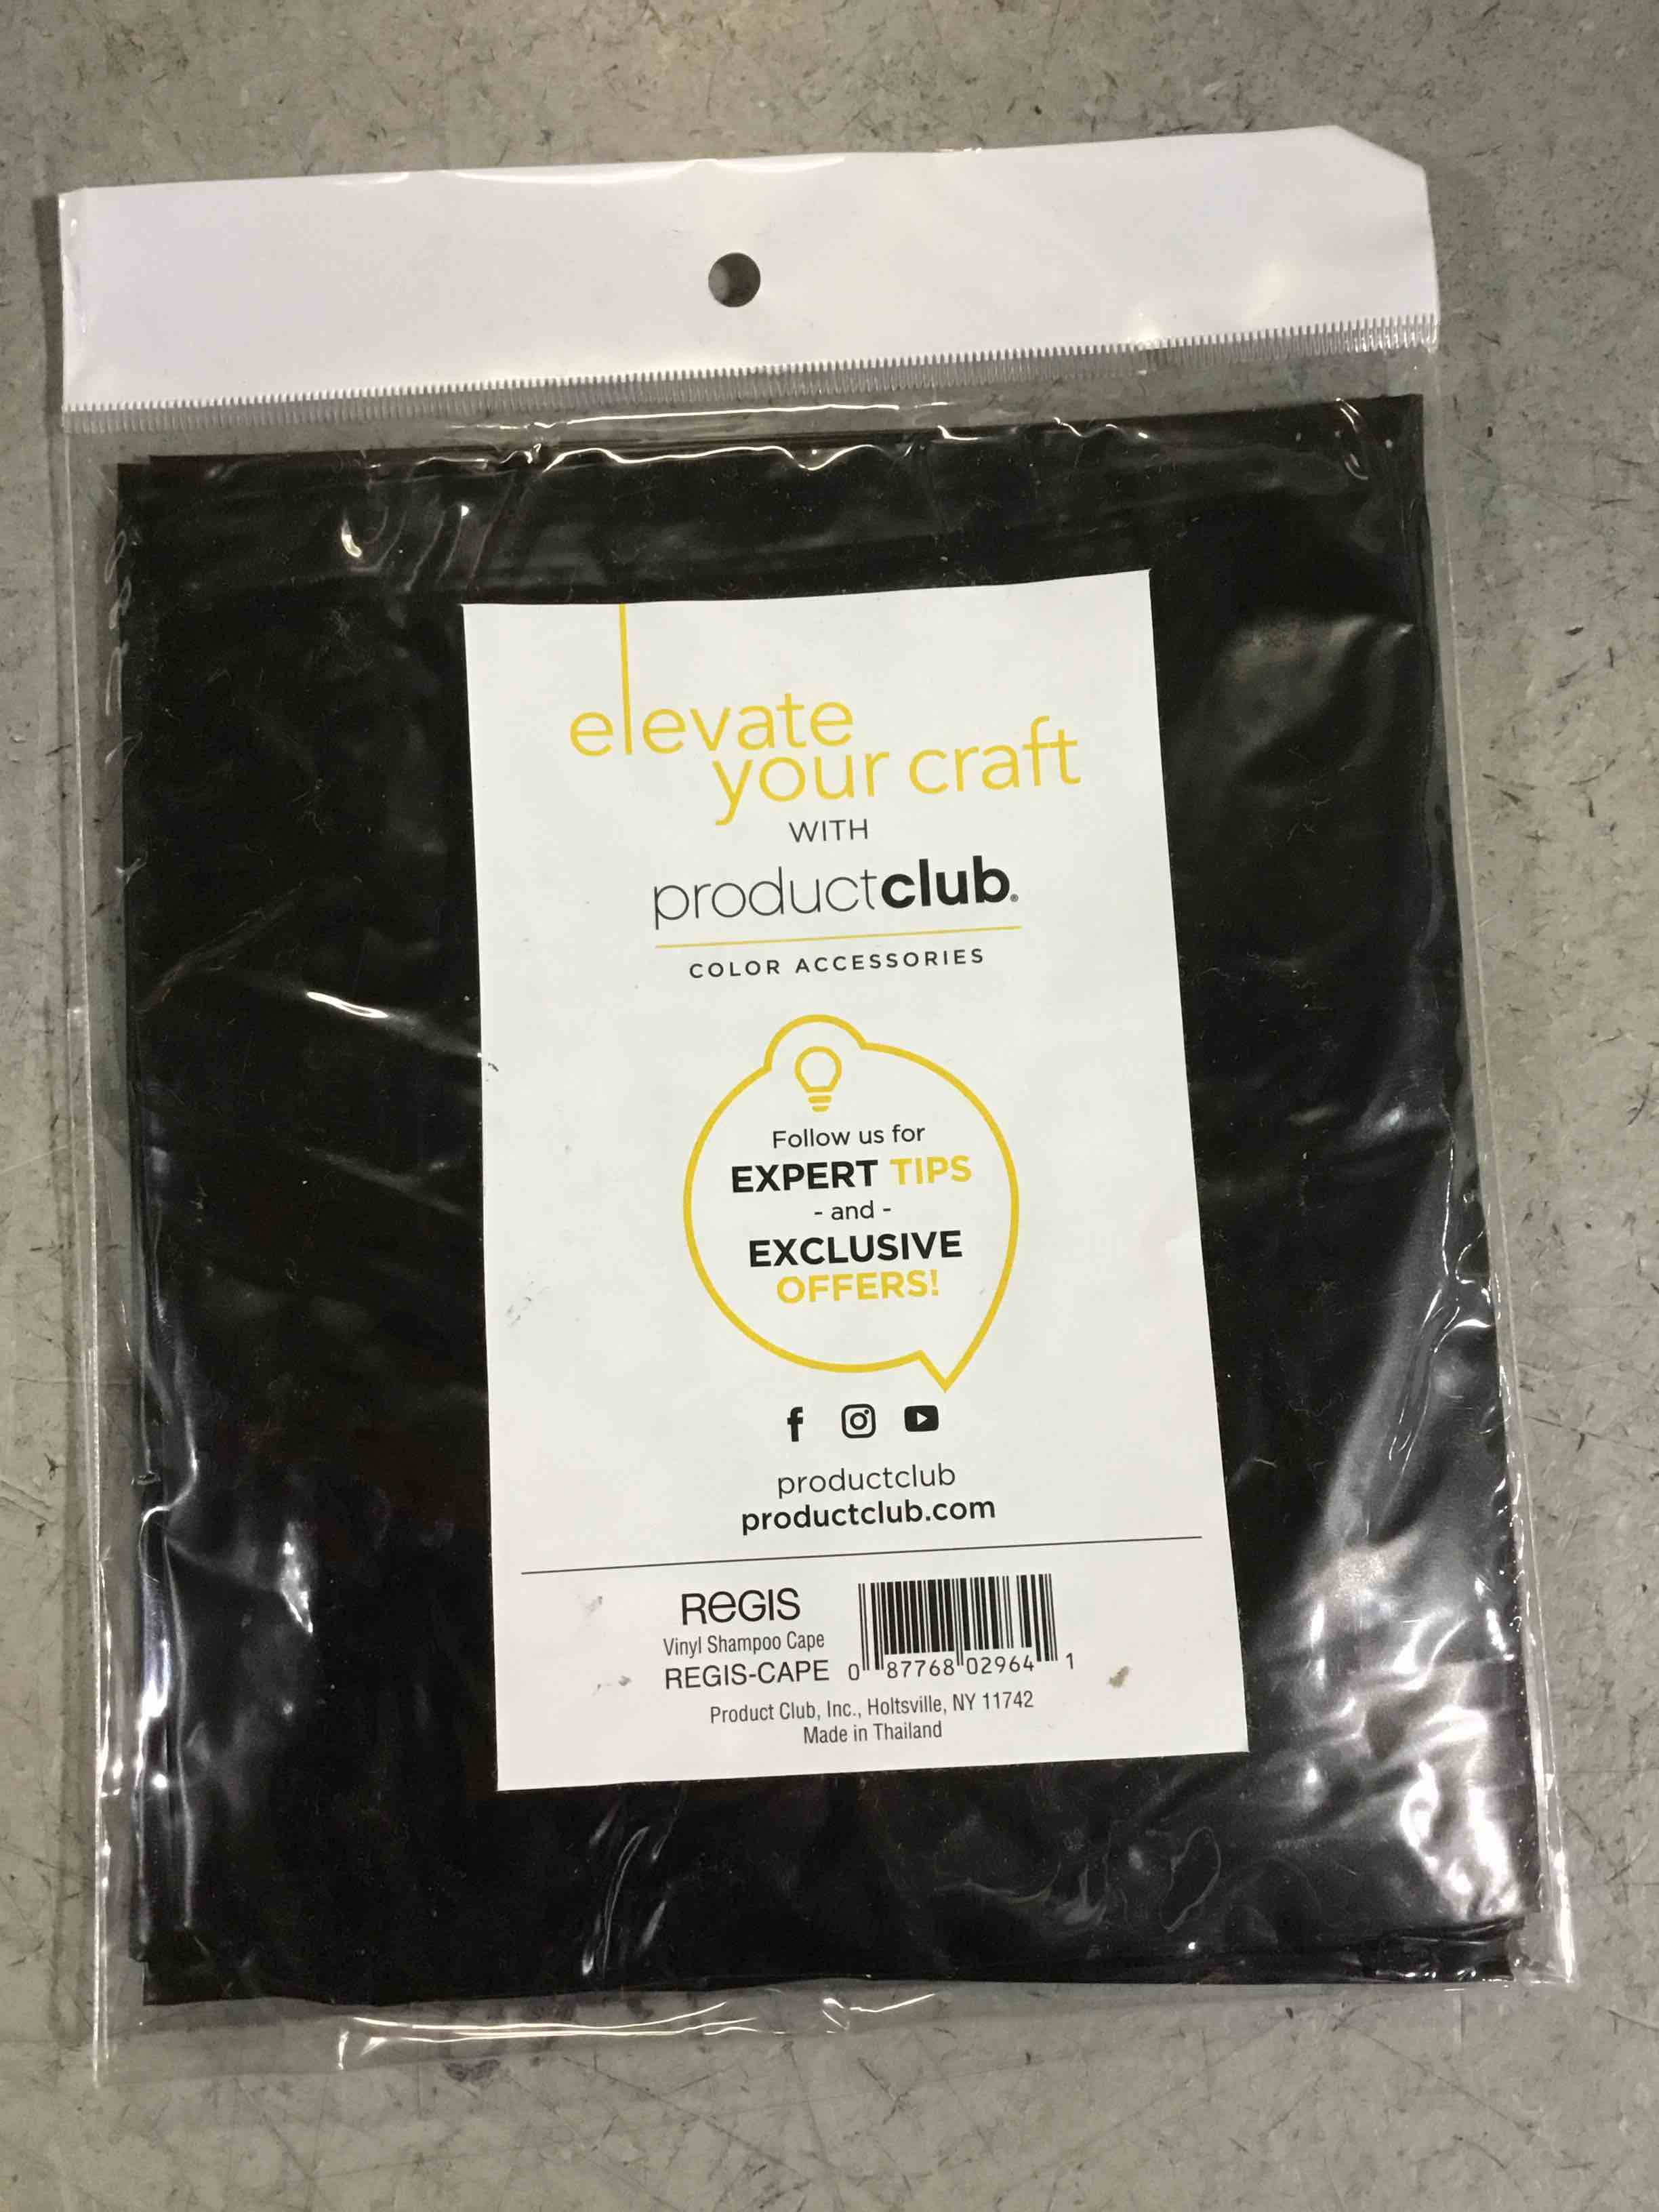 elevate
your craft
WITH
productclub®
COLOR ACCESSORIES
Follow us for
EXPERT TIPS
- and -
EXCLUSIVE
OFFERS!
productclub
productclub.com
REGIS
Vinyl Shampoo Cape
REGIS-CAPE
0 87768 02964 1
Product Club, Inc., Holtsville, NY 11742
Made in Thailand